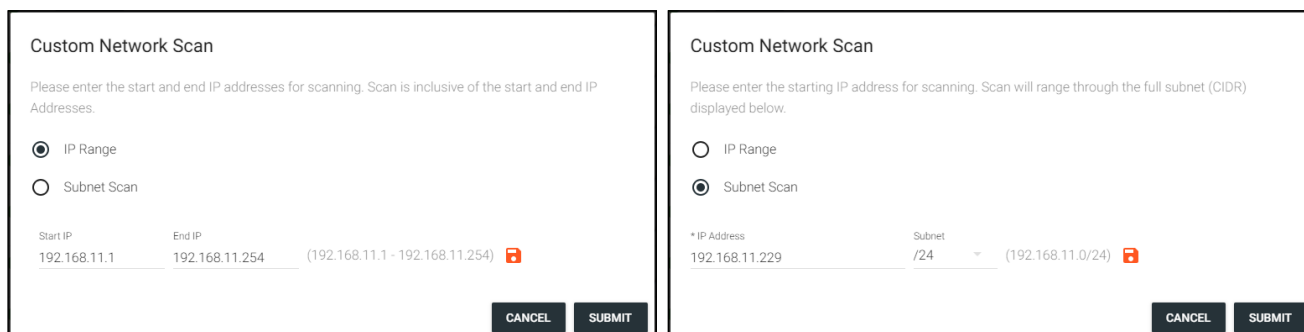 Custom Network Scan
Please enter the start and end IP addresses for scanning. Scan is inclusive of the start and end IP
Addresses.
IP Range
Subnet Scan
Start IP
End IP
192.168.11.1
192.168.11.254
(192.168.11.1 - 192.168.11.254)
CANCEL
SUBMIT
Custom Network Scan
Please enter the starting IP address for scanning. Scan will range through the full subnet (CIDR)
displayed below.
IP Range
Subnet Scan
* IP Address
Subnet
192.168.11.229
/24
(192.168.11.0/24)
CANCEL
SUBMIT